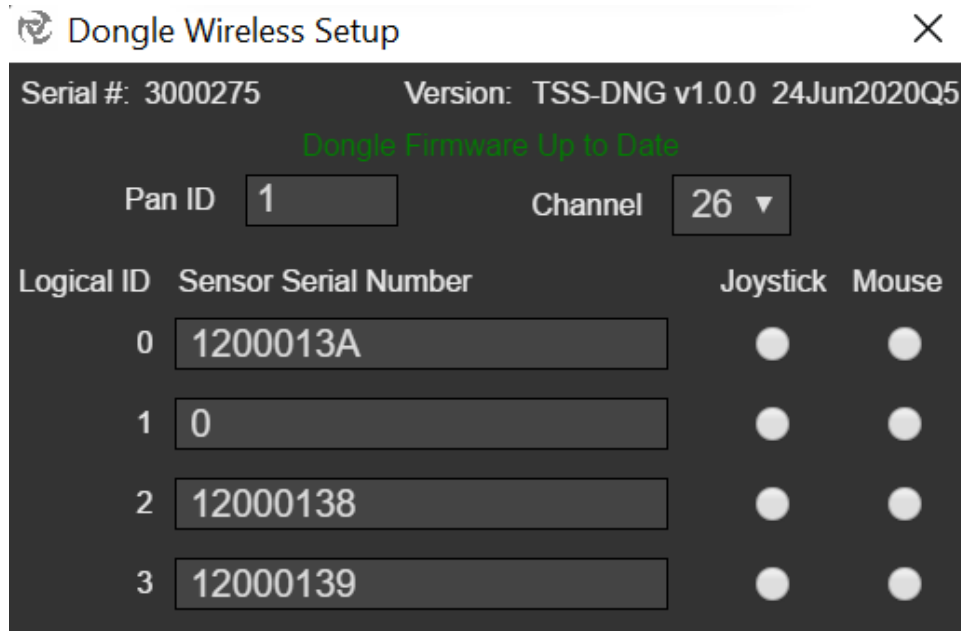 Dongle Wireless Setup
Serial #: 3000275 Version: TSS-DNG v1.0.0 24Jun2020Q5
Dongle Firmware Up to Date
Pan ID 1 Channel 26
Logical ID Sensor Serial Number Joystick Mouse
0 1200013A
1 0
2 12000138
3 12000139